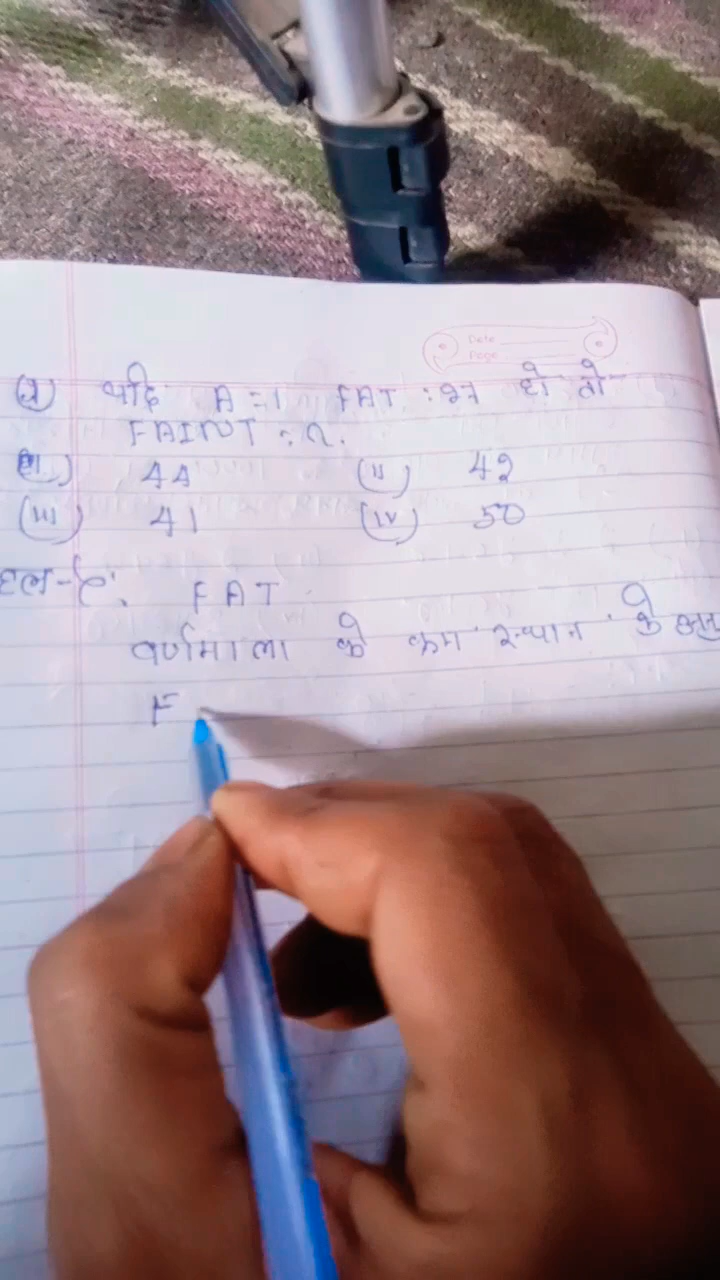 Date
Page
प्र) यदि A = 1 FAT = 27 हो तो
FAINT = ?
(I) 44 (II) 42
(III) 41 (IV) 50
हल-: FAT
वर्णमाला के क्रम स्थान के अनु
F